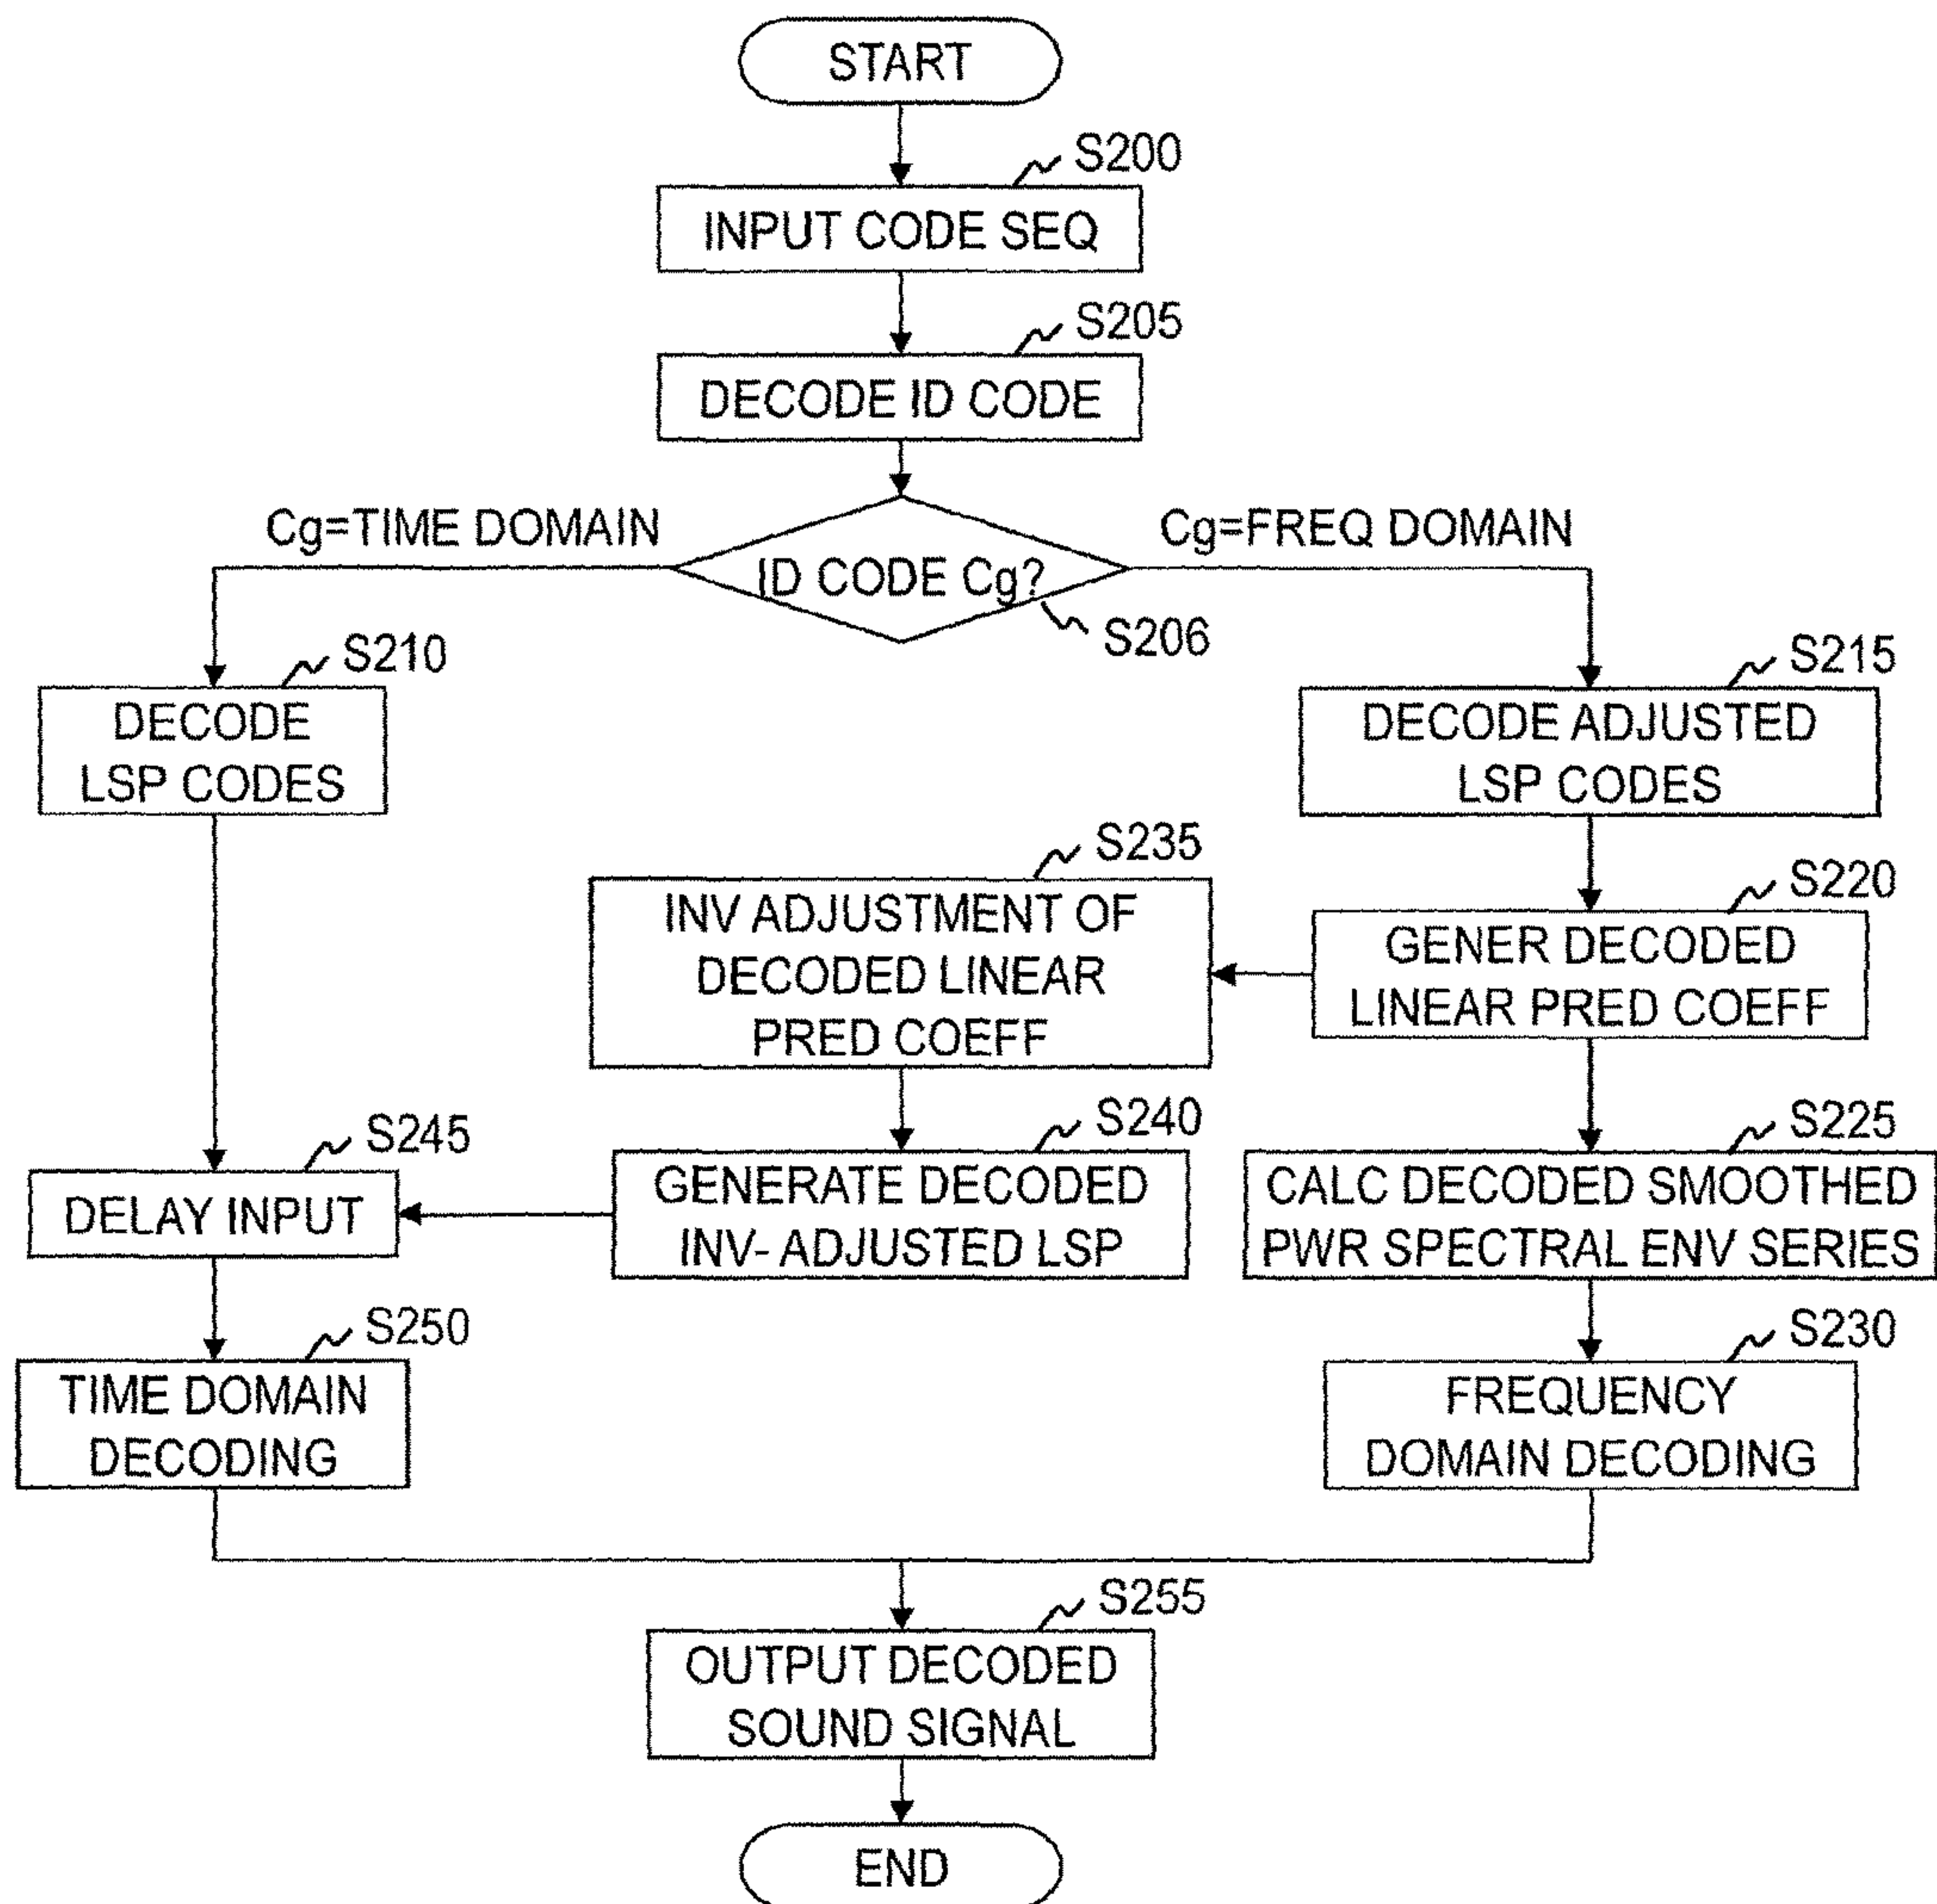 START
S200
INPUT CODE SEQ
S205
DECODE ID CODE
Cg=TIME DOMAIN
Cg=FREQ DOMAIN
ID CODE Cg?
S206
S210
DECODE
LSP CODES
S215
DECODE ADJUSTED
LSP CODES
S235
INV ADJUSTMENT OF
DECODED LINEAR
PRED COEFF
S220
GENER DECODED
LINEAR PRED COEFF
S245
DELAY INPUT
S240
GENERATE DECODED
INV- ADJUSTED LSP
S225
CALC DECODED SMOOTHED
PWR SPECTRAL ENV SERIES
S250
TIME DOMAIN
DECODING
S230
FREQUENCY
DOMAIN DECODING
S255
OUTPUT DECODED
SOUND SIGNAL
END